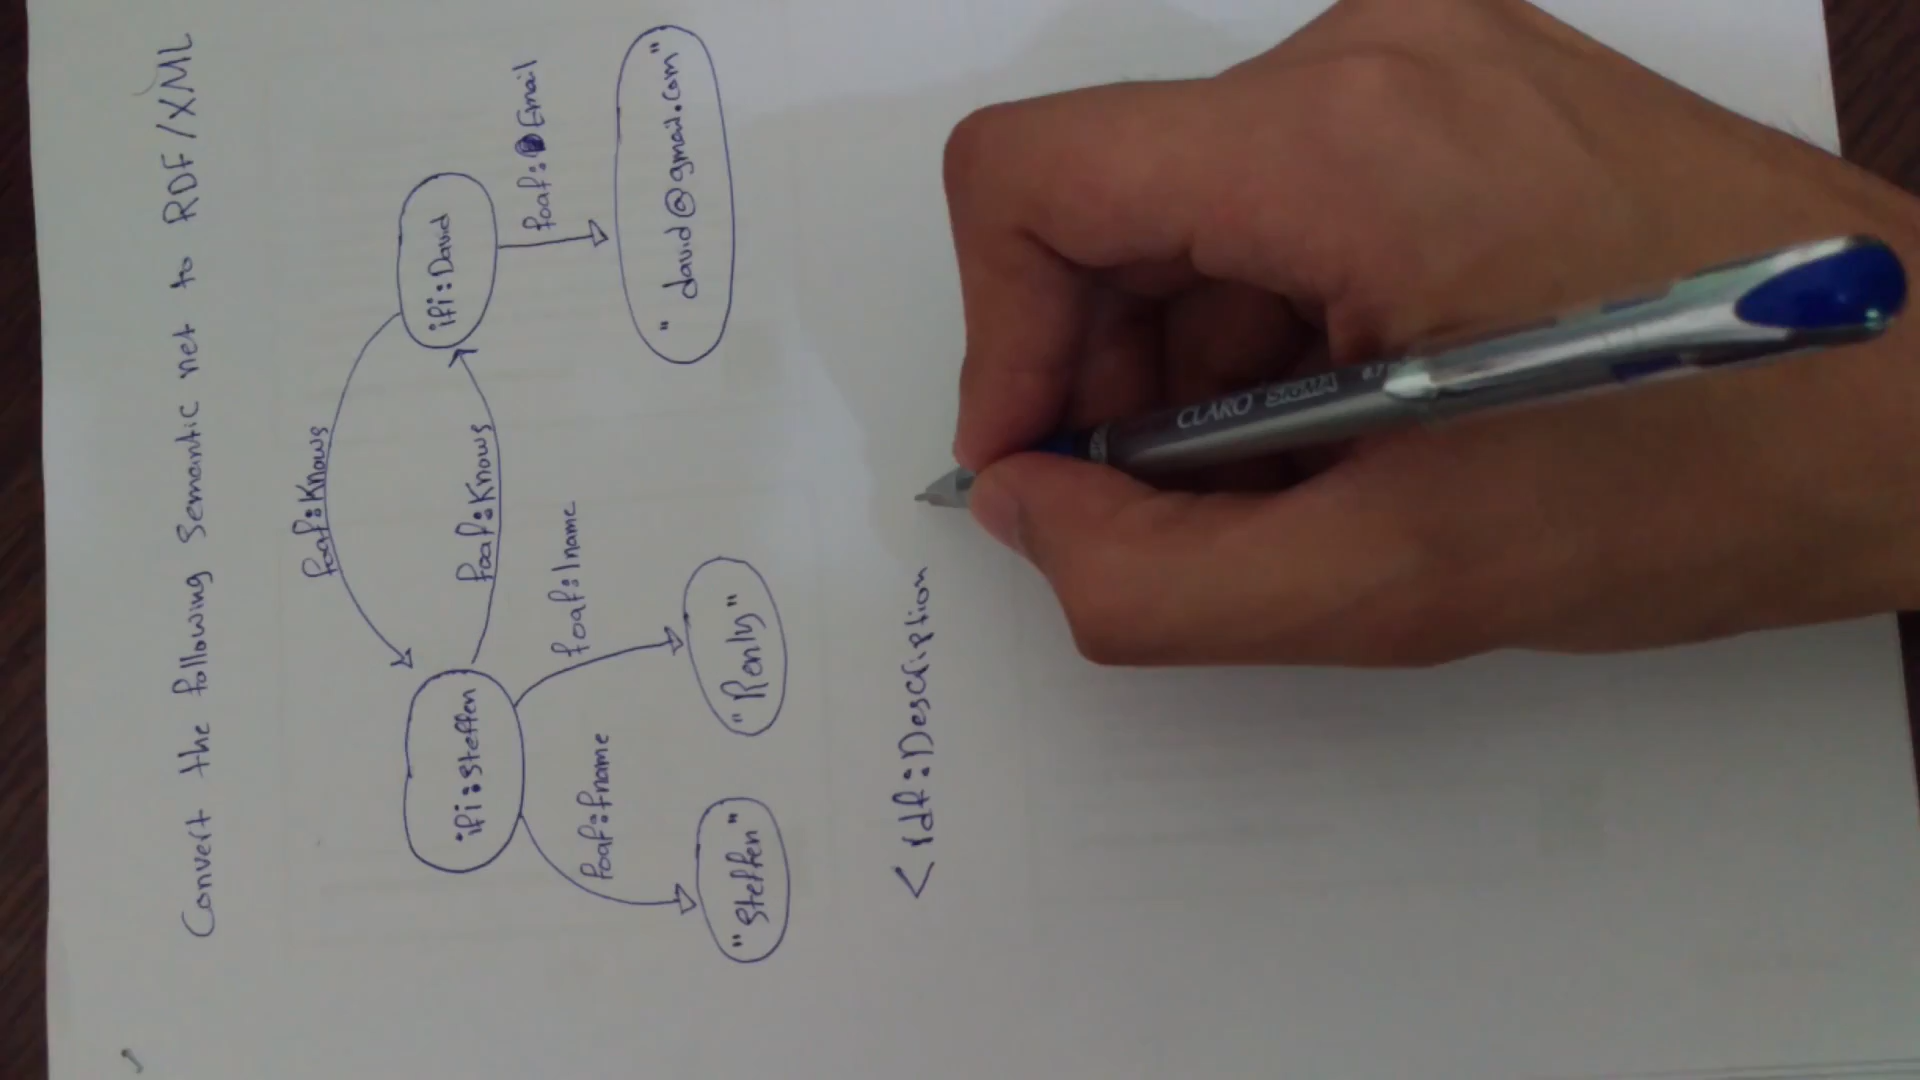 Convert the following Semantic net to RDF/XML
foaf:Knows
ifi:Steffen
ifi:David
foaf:Knows
foaf:fname
foaf:lname
foaf:Email
"Steffen"
"Renly"
"david@gmail.com"
<rdf:Description
CLARO